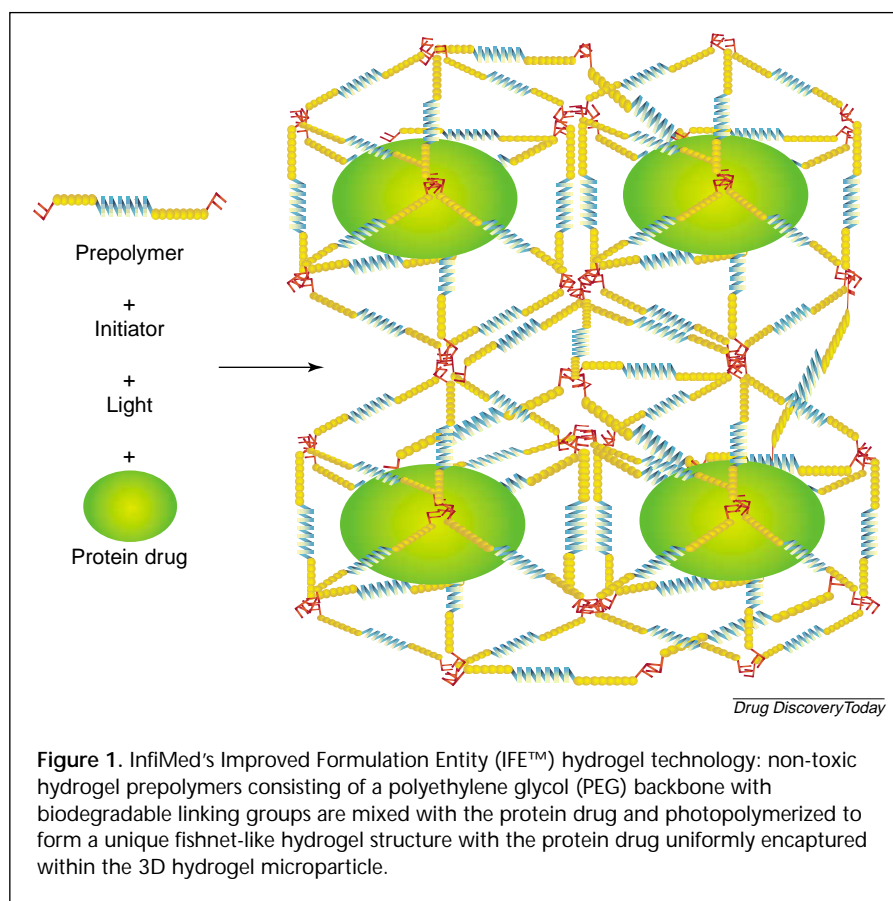 Prepolymer
+
Initiator
+
Light
+
Protein drug
Drug Discovery Today
Figure 1. InfiMed's Improved Formulation Entity (IFE™) hydrogel technology: non-toxic
hydrogel prepolymers consisting of a polyethylene glycol (PEG) backbone with
biodegradable linking groups are mixed with the protein drug and photopolymerized to
form a unique fishnet-like hydrogel structure with the protein drug uniformly encaptured
within the 3D hydrogel microparticle.